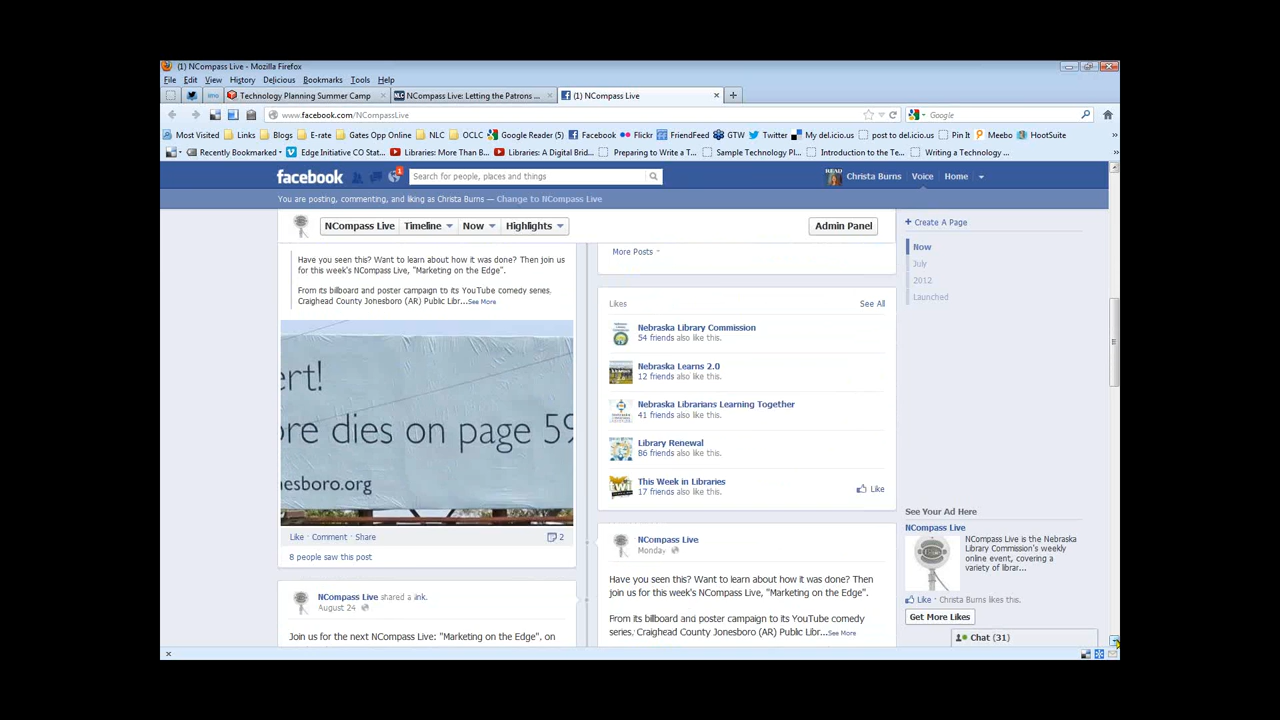 (1) NCompass Live - Mozilla Firefox
File Edit View History Delicious Bookmarks Tools Help
Technology Planning Summer Camp × NCompass Live: Letting the Patrons ... × (1) NCompass Live × +
www.facebook.com/NCompassLive Google
Most Visited Links Blogs E-rate Gates Opp Online NLC OCLC Google Reader (5) Facebook Flickr FriendFeed GTW Twitter My del.icio.us post to del.icio.us Pin It Meebo HootSuite »
Recently Bookmarked Edge Initiative CO Stat... Libraries: More Than B... Libraries: A Digital Brid... Preparing to Write a T... Sample Technology Pl... Introduction to the Te... Writing a Technology ... »
facebook 1 Search for people, places and things Christa Burns Voice Home
You are posting, commenting, and liking as Christa Burns — Change to NCompass Live
NCompass Live Timeline Now Highlights Admin Panel
Have you seen this? Want to learn about how it was done? Then join us
for this week's NCompass Live, "Marketing on the Edge".
From its billboard and poster campaign to its YouTube comedy series,
Craighead County Jonesboro (AR) Public Libr...See More
ert!
ore dies on page 59
nesboro.org
Like · Comment · Share 2
8 people saw this post
NCompass Live shared a link.
August 24
Join us for the next NCompass Live: "Marketing on the Edge", on
More Posts
Likes See All
Nebraska Library Commission
54 friends also like this.
Nebraska Learns 2.0
12 friends also like this.
Nebraska Librarians Learning Together
41 friends also like this.
Library Renewal
86 friends also like this.
This Week in Libraries
17 friends also like this.
Like
NCompass Live
Monday
Have you seen this? Want to learn about how it was done? Then
join us for this week's NCompass Live, "Marketing on the Edge".
From its billboard and poster campaign to its YouTube comedy
series, Craighead County Jonesboro (AR) Public Libr...See More
+ Create A Page
Now
July
2012
Launched
See Your Ad Here
NCompass Live
NCompass Live is the Nebraska
Library Commission's weekly
online event, covering a
variety of librar...
Like · Christa Burns likes this.
Get More Likes
Chat (31)
×